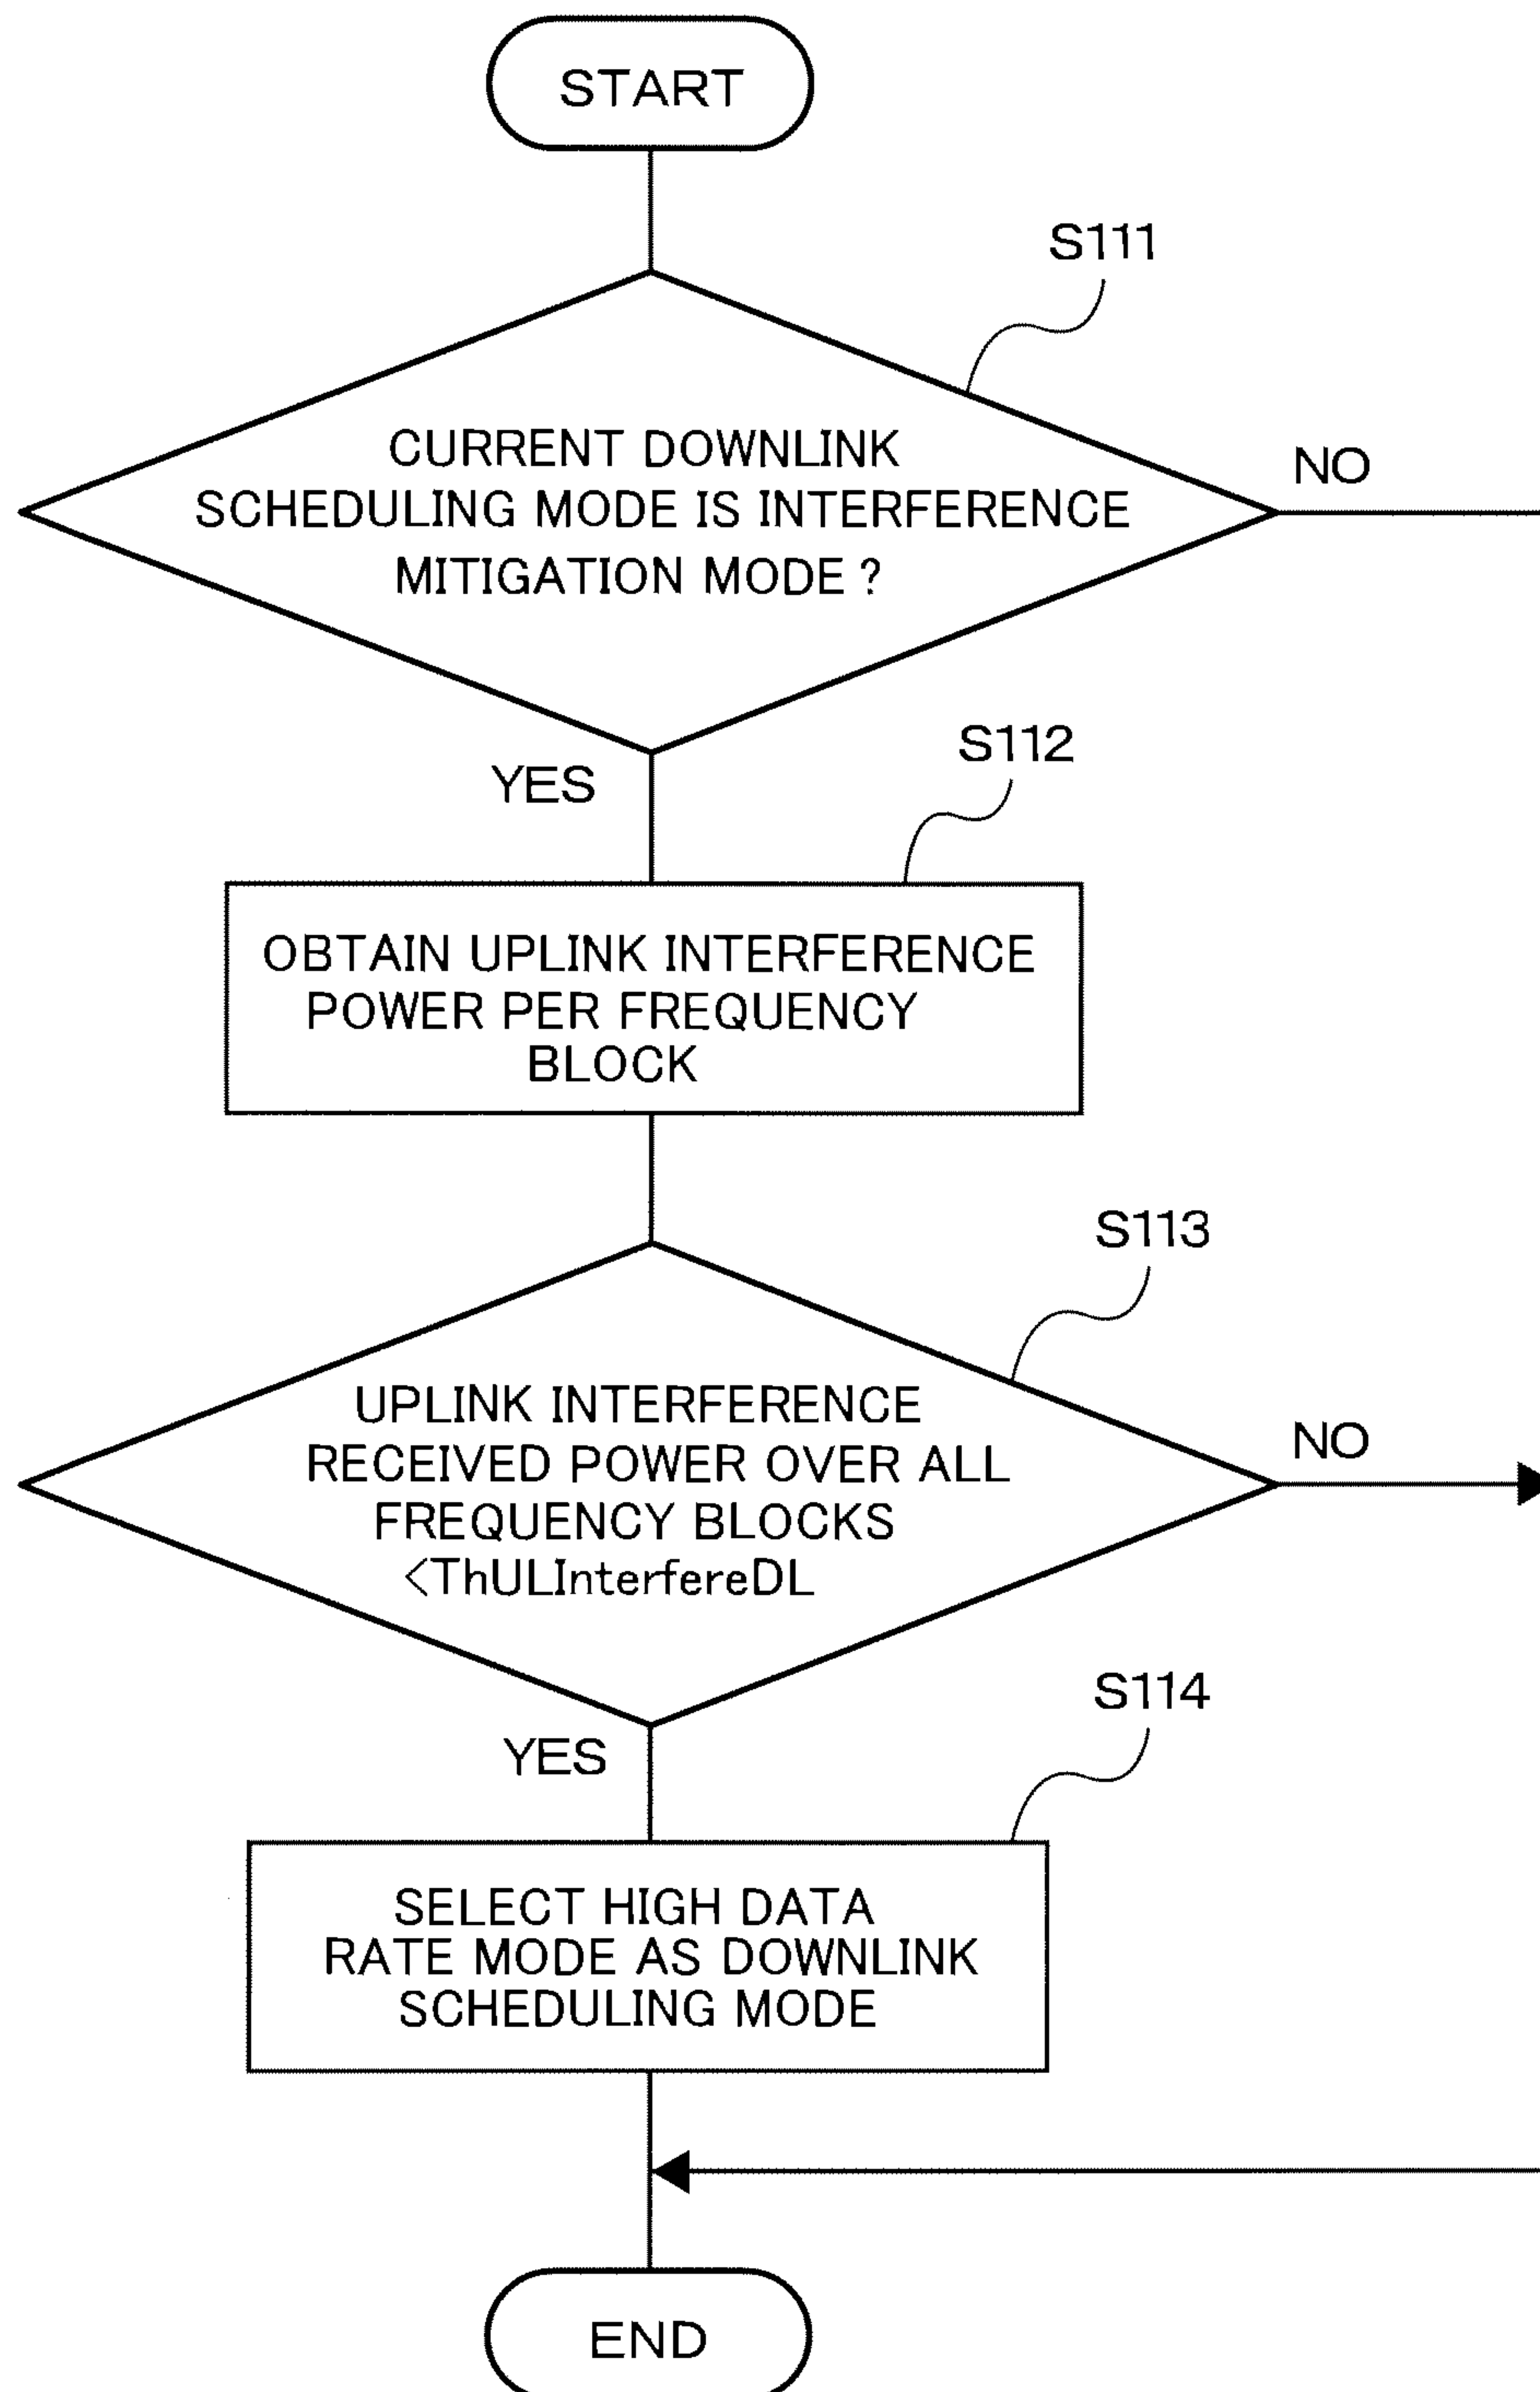 START
S111
CURRENT DOWNLINK
SCHEDULING MODE IS INTERFERENCE
MITIGATION MODE ?
NO
YES
S112
OBTAIN UPLINK INTERFERENCE
POWER PER FREQUENCY
BLOCK
S113
UPLINK INTERFERENCE
RECEIVED POWER OVER ALL
FREQUENCY BLOCKS
<ThULInterfereDL
NO
YES
S114
SELECT HIGH DATA
RATE MODE AS DOWNLINK
SCHEDULING MODE
END